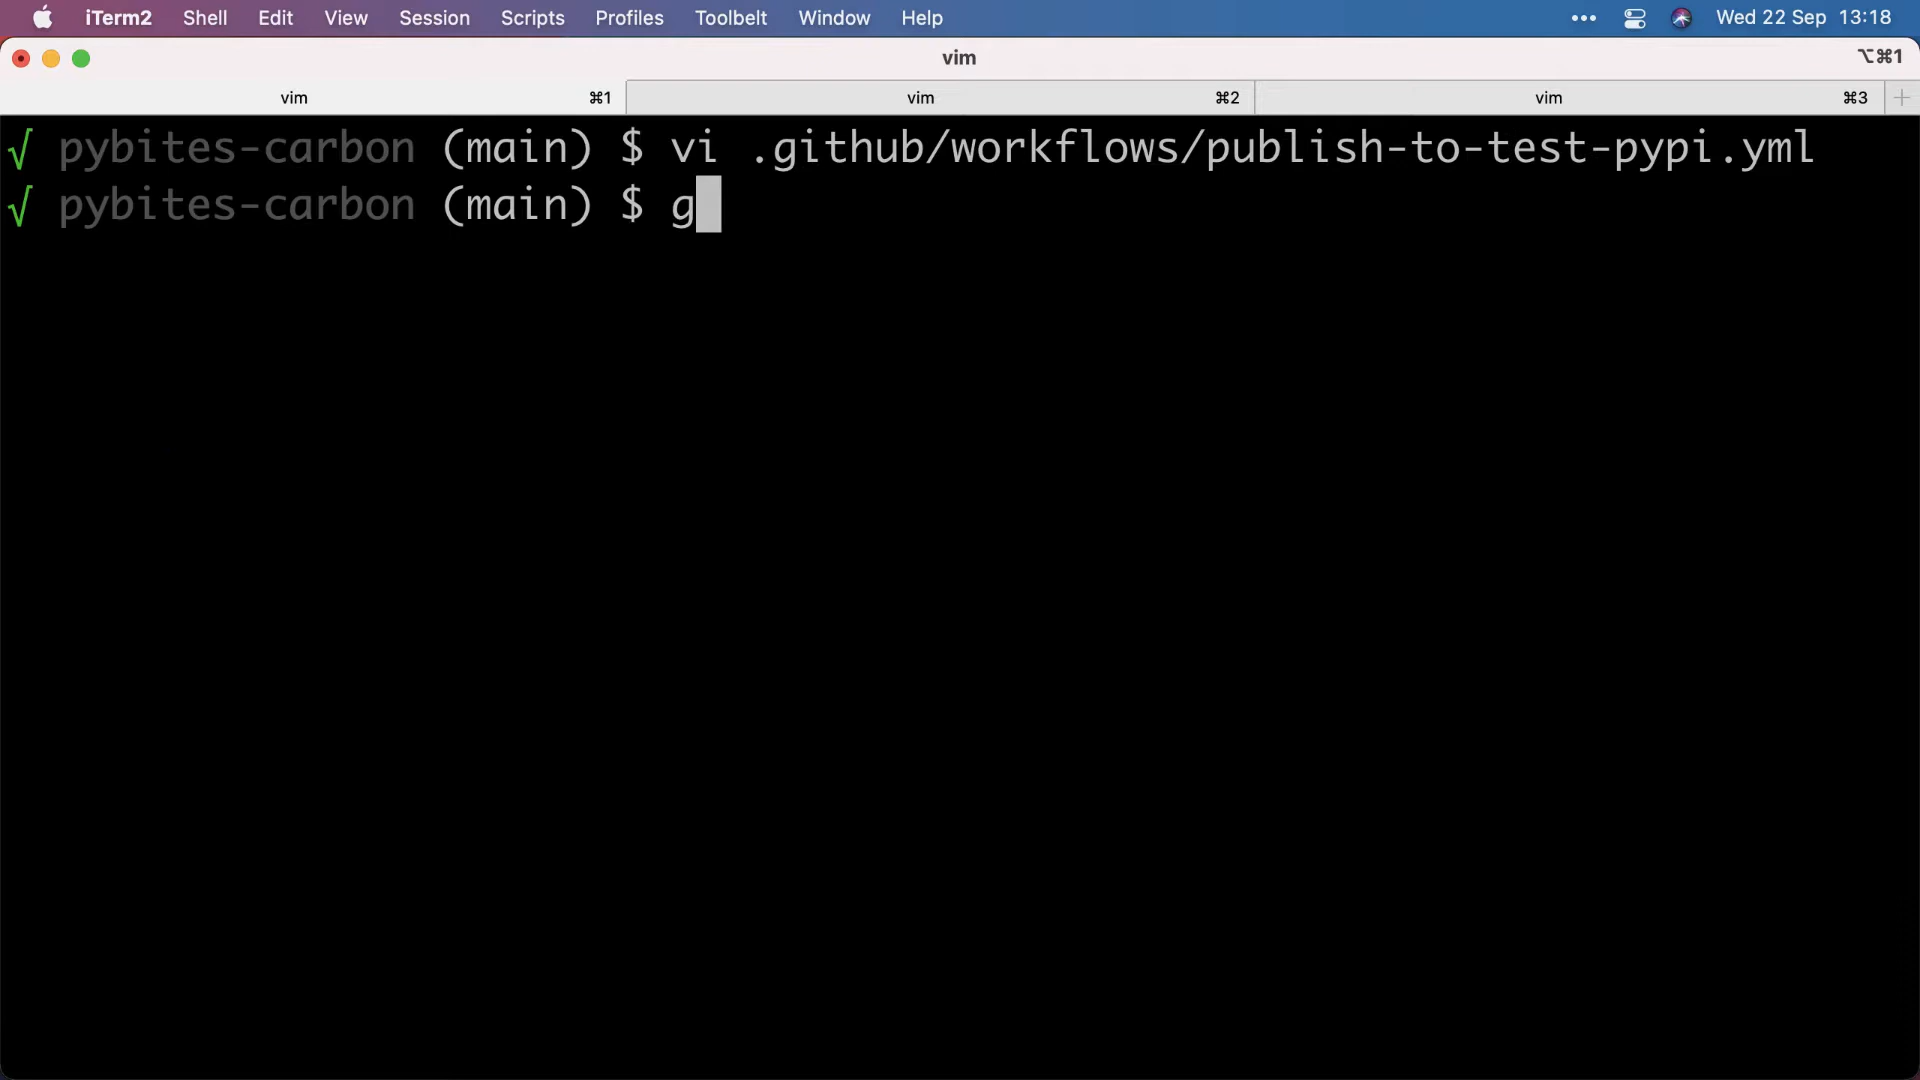 iTerm2 Shell Edit View Session Scripts Profiles Toolbelt Window Help Wed 22 Sep 13:18
vim ⌥⌘1
vim ⌘1 vim ⌘2 vim ⌘3
√ pybites-carbon (main) $ vi .github/workflows/publish-to-test-pypi.yml
√ pybites-carbon (main) $ g